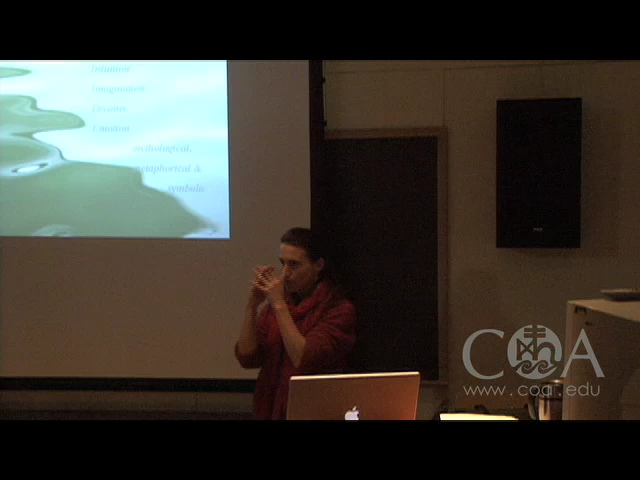 Intuition
Imagination
Dreams
Emotion
mythological,
metaphorical &
symbolic
COA
www.coa.edu